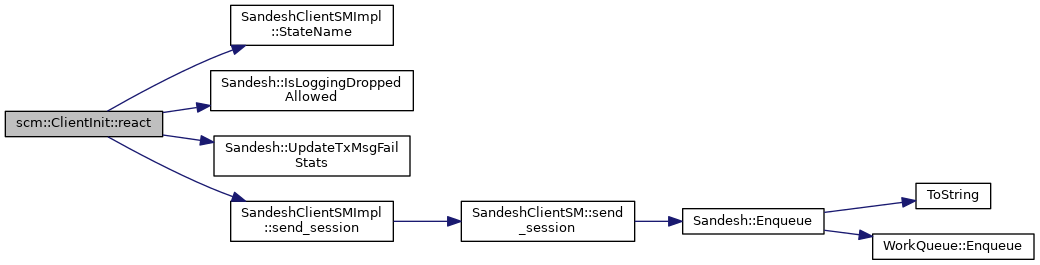 SandeshClientSMImpl
::StateName
Sandesh::IsLoggingDropped
Allowed
scm::ClientInit::react
Sandesh::UpdateTxMsgFail
Stats
SandeshClientSMImpl
::send_session
SandeshClientSM::send
_session
Sandesh::Enqueue
ToString
WorkQueue::Enqueue